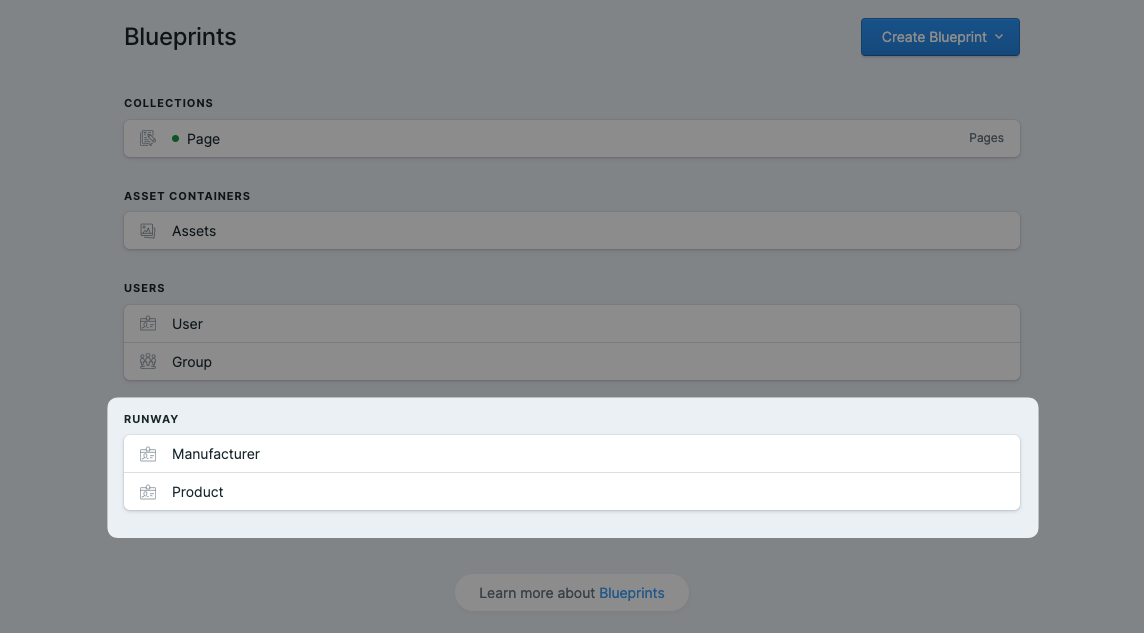 Blueprints
Create Blueprint
COLLECTIONS
Page Pages
ASSET CONTAINERS
Assets
USERS
User
Group
RUNWAY
Manufacturer
Product
Learn more about Blueprints